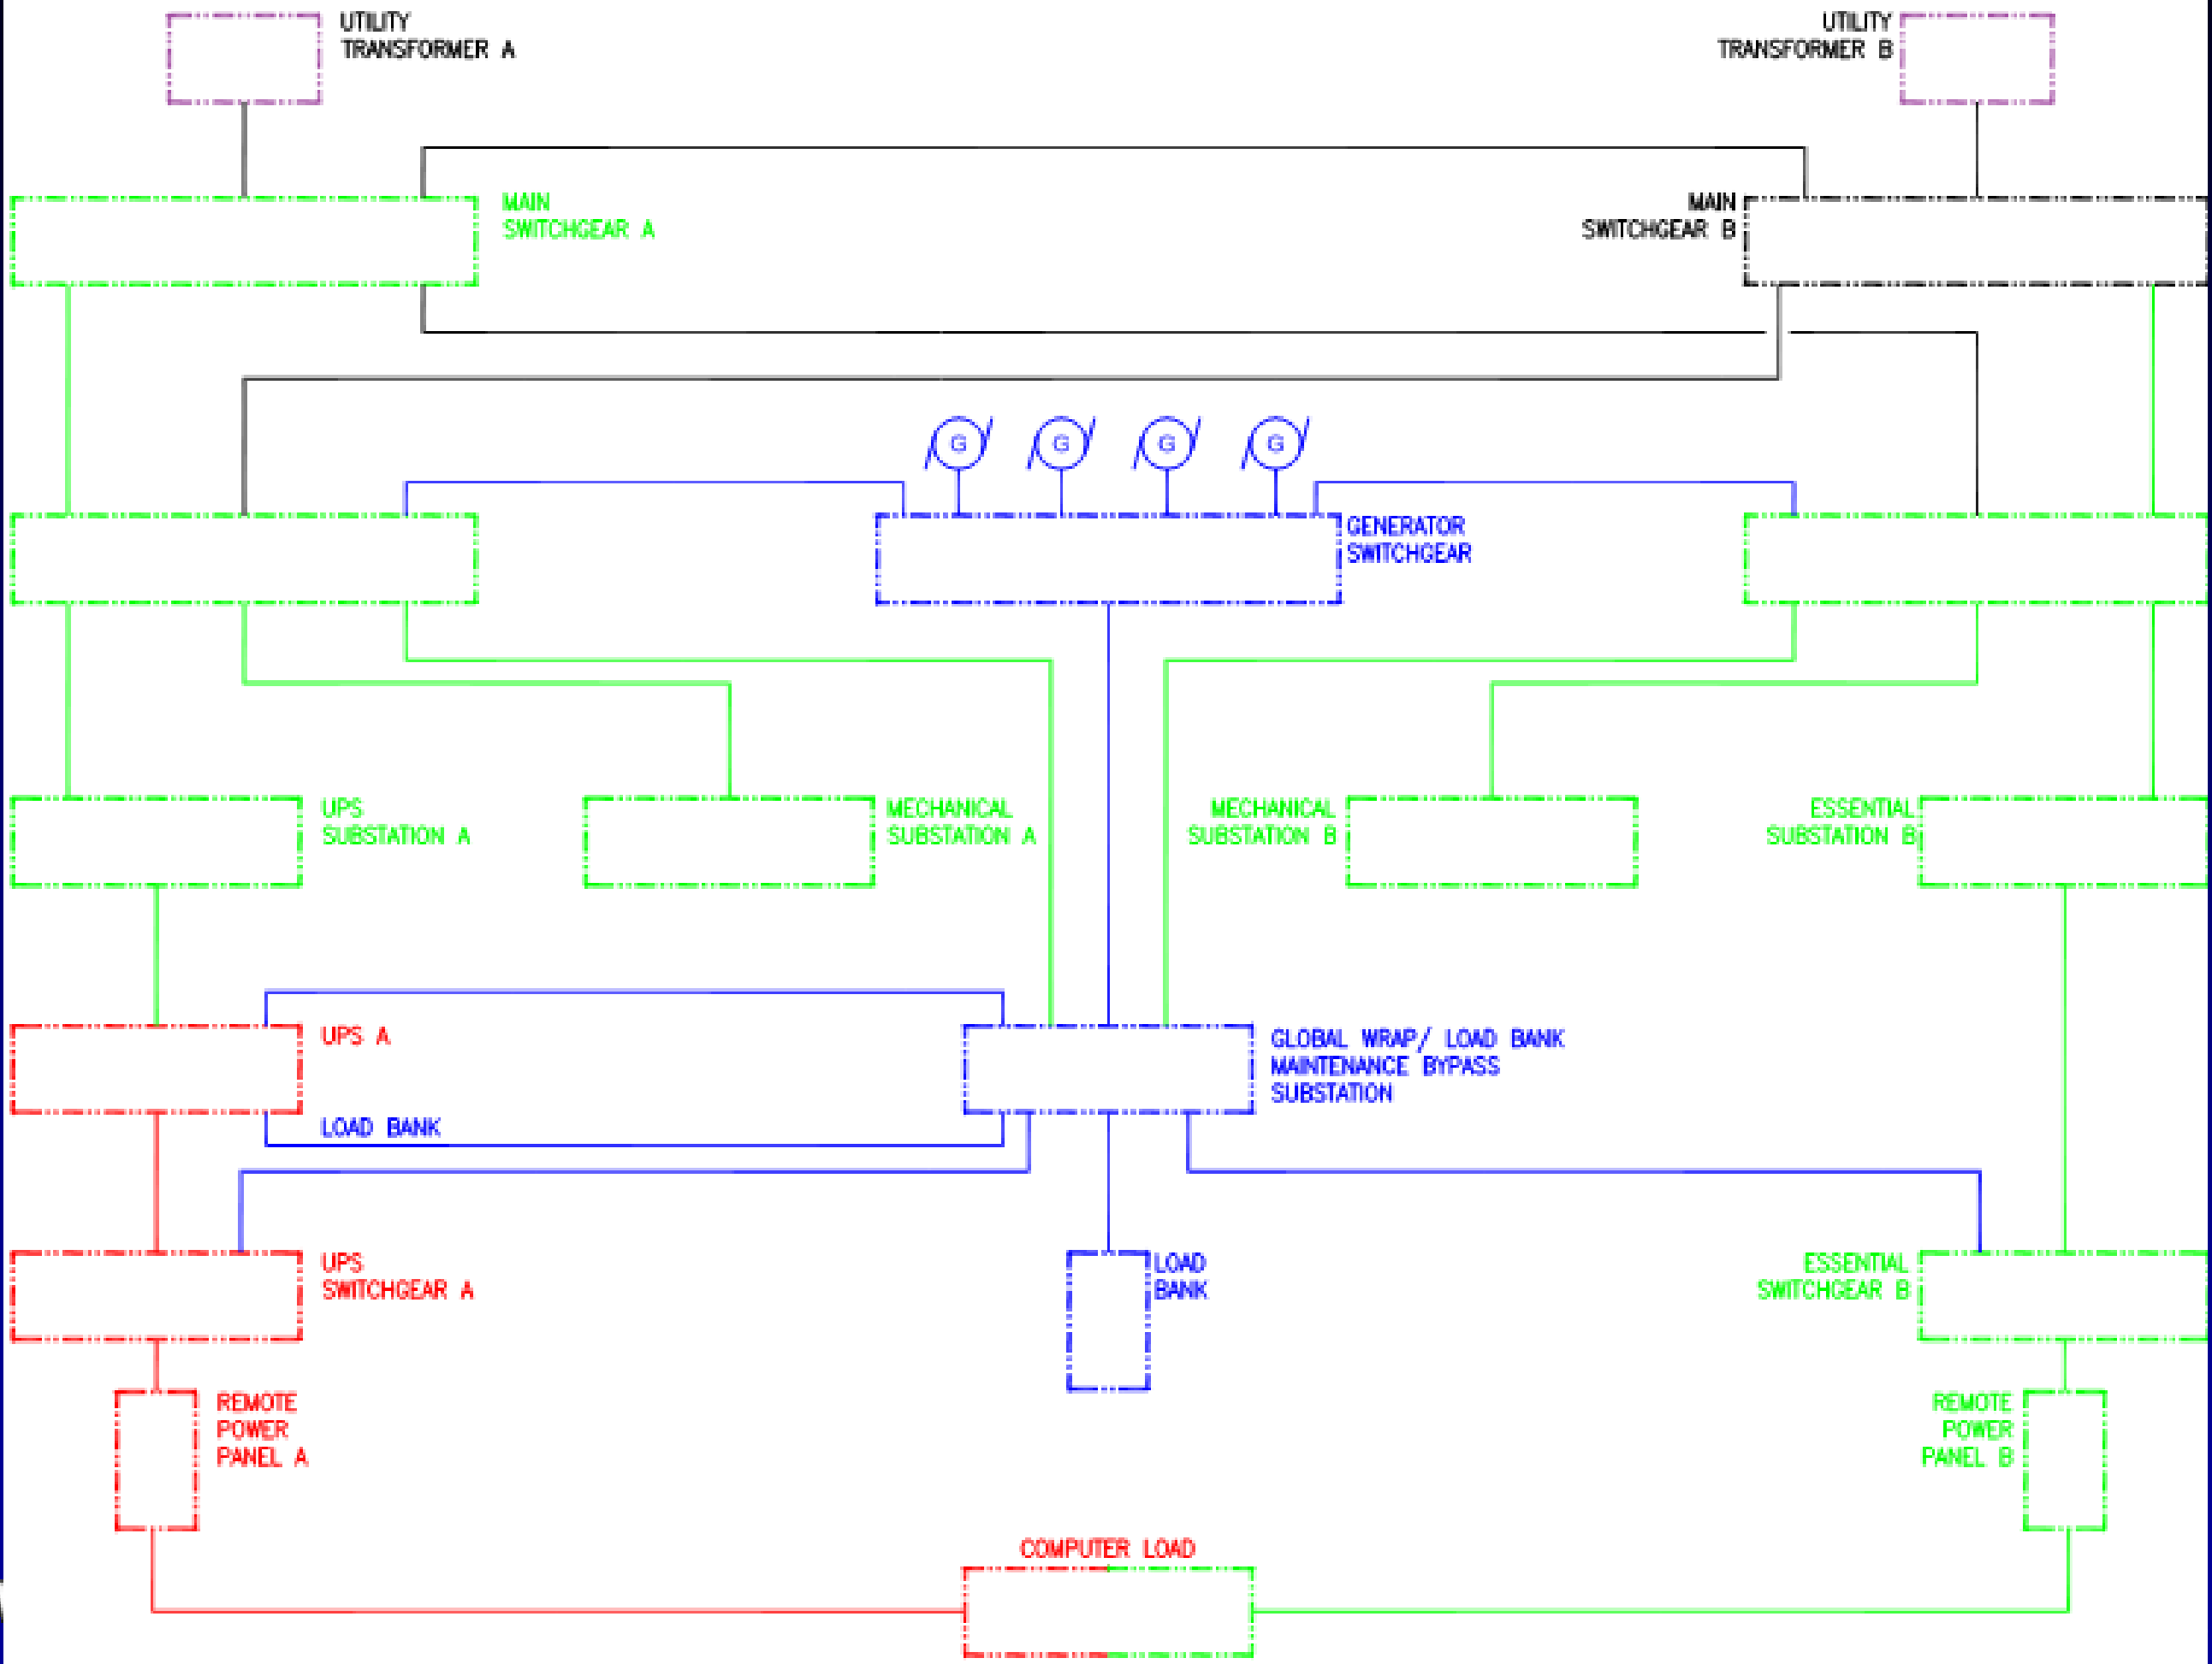 UTILITY
TRANSFORMER A
UTILITY
TRANSFORMER B
MAIN
SWITCHGEAR A
MAIN
SWITCHGEAR B
G
G
G
G
GENERATOR
SWITCHGEAR
UPS
SUBSTATION A
MECHANICAL
SUBSTATION A
MECHANICAL
SUBSTATION B
ESSENTIAL
SUBSTATION B
UPS A
GLOBAL WRAP/ LOAD BANK
MAINTENANCE BYPASS
SUBSTATION
LOAD BANK
UPS
SWITCHGEAR A
LOAD
BANK
ESSENTIAL
SWITCHGEAR B
REMOTE
POWER
PANEL A
REMOTE
POWER
PANEL B
COMPUTER LOAD